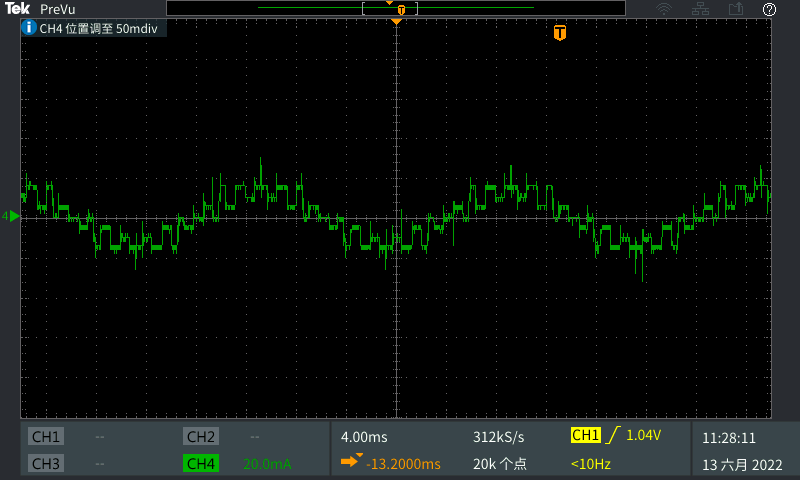 Tek PreVu T ?
i CH4 位置调至 50mdiv
T
4
CH1 -- CH2 -- 4.00ms 312kS/s CH1 1.04V 11:28:11
CH3 -- CH4 20.0mA -13.2000ms 20k 个点 <10Hz 13 六月 2022